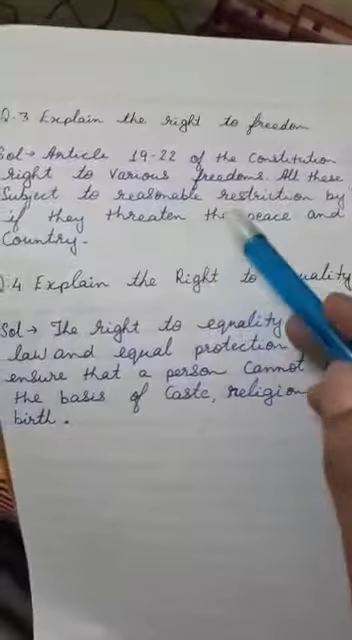 Q.3 Explain the right to freedom
Sol→ Article 19-22 of the Constitution
right to various freedoms. All these
Subject to reasonable restriction by
if they threaten the peace and
Country.
Q.4 Explain the Right to equality
Sol→ The right to equality
law and equal protection
ensure that a person cannot
the basis of caste, religion
birth.